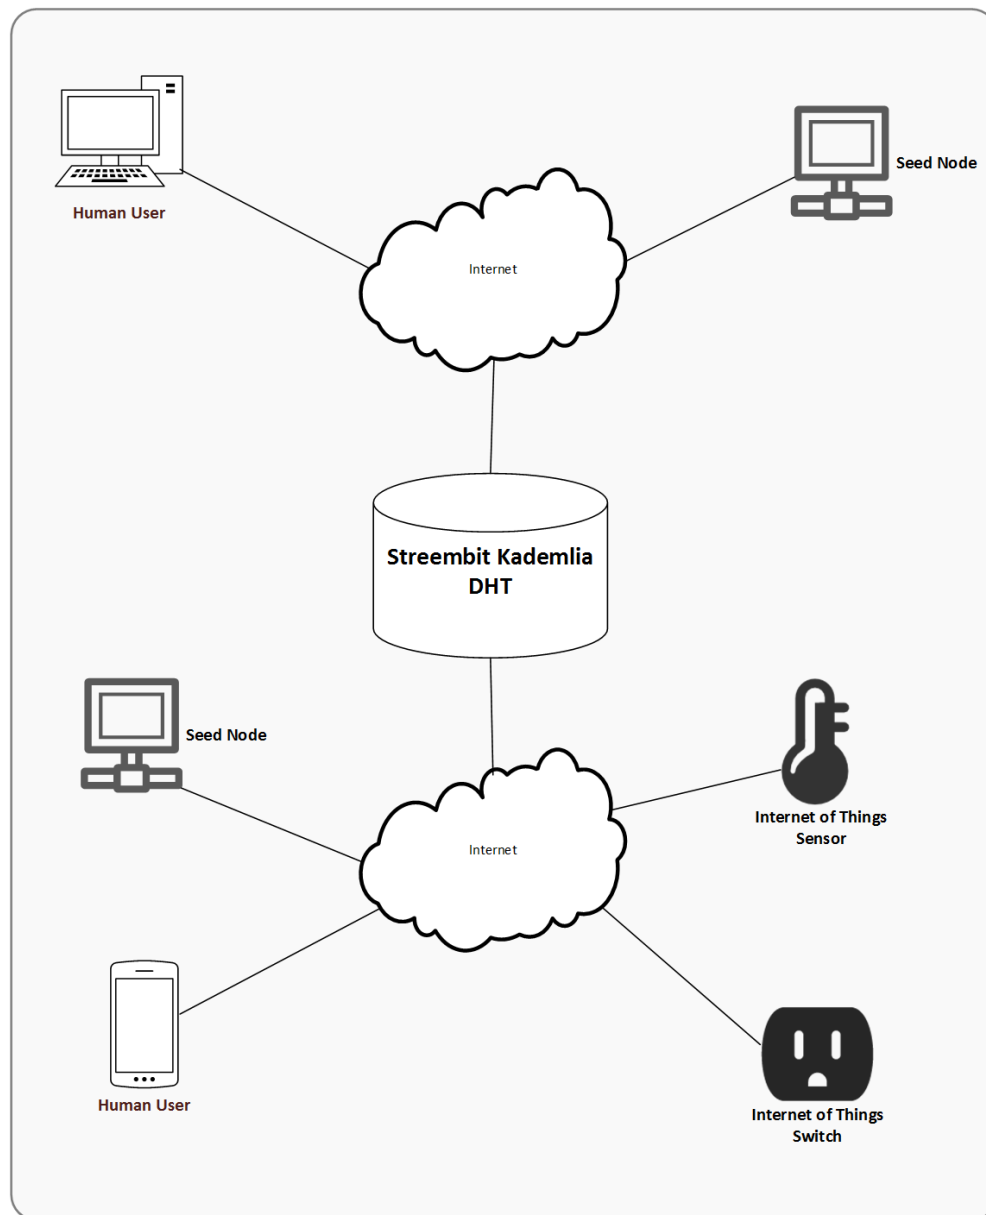 Human User
Seed Node
Internet
Streembit Kademlia
DHT
Seed Node
Internet of Things
Sensor
Internet
Human User
Internet of Things
Switch